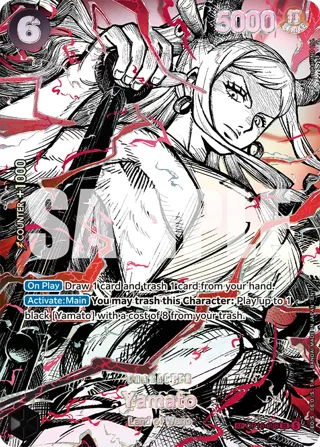 6
5000
COUNTER +1000
SAMPLE
[On Play] Draw 1 card and trash 1 card from your hand.
[Activate:Main] You may trash this Character: Play up to 1
black [Yamato] with a cost of 8 from your trash.
Yamato
Land of Wano